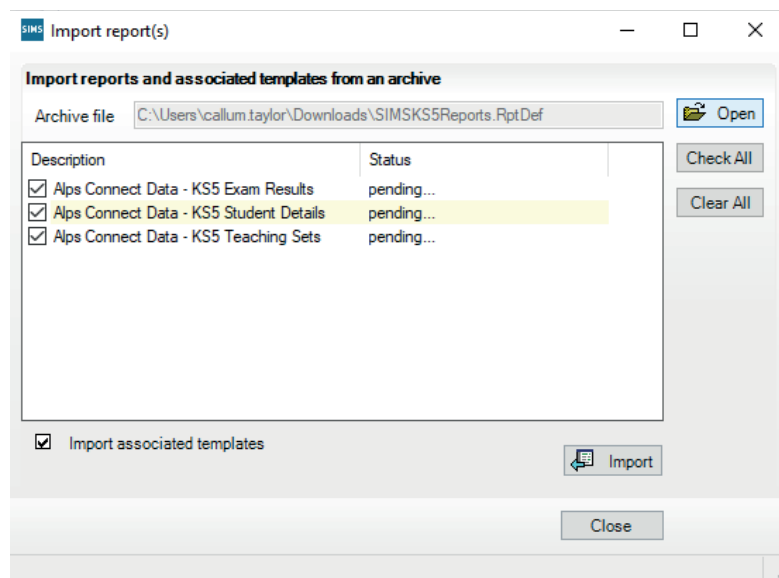 SIMS Import report(s)
Import reports and associated templates from an archive
Archive file C:\Users\callum.taylor\Downloads\SIMSKS5Reports.RptDef Open
Description Status Check All
Alps Connect Data - KS5 Exam Results pending...
Alps Connect Data - KS5 Student Details pending... Clear All
Alps Connect Data - KS5 Teaching Sets pending...
Import associated templates
Import
Close